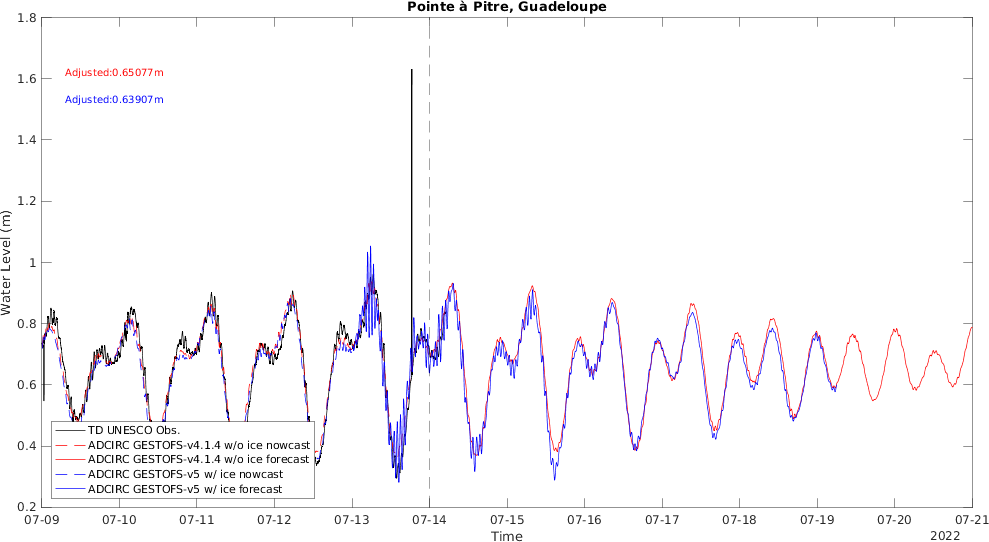 Pointe à Pitre, Guadeloupe
1.8
1.6
1.4
1.2
1
0.8
0.6
0.4
0.2
Water Level (m)
Adjusted:0.65077m
Adjusted:0.63907m
TD UNESCO Obs.
ADCIRC GESTOFS-v4.1.4 w/o ice nowcast
ADCIRC GESTOFS-v4.1.4 w/o ice forecast
ADCIRC GESTOFS-v5 w/ ice nowcast
ADCIRC GESTOFS-v5 w/ ice forecast
07-09 07-10 07-11 07-12 07-13 07-14 07-15 07-16 07-17 07-18 07-19 07-20 07-21
Time
2022